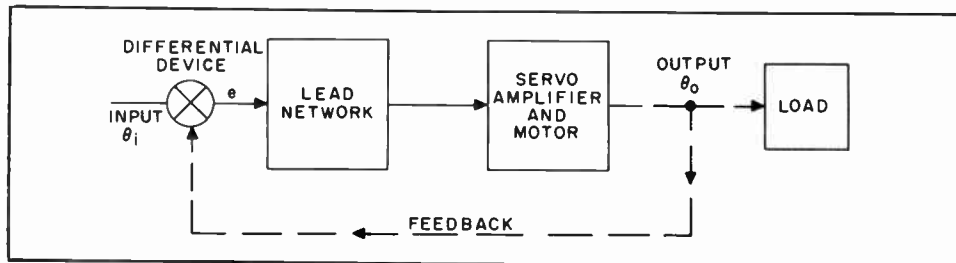 DIFFERENTIAL
DEVICE
INPUT
θi
e
LEAD
NETWORK
SERVO
AMPLIFIER
AND
MOTOR
OUTPUT
θo
LOAD
FEEDBACK